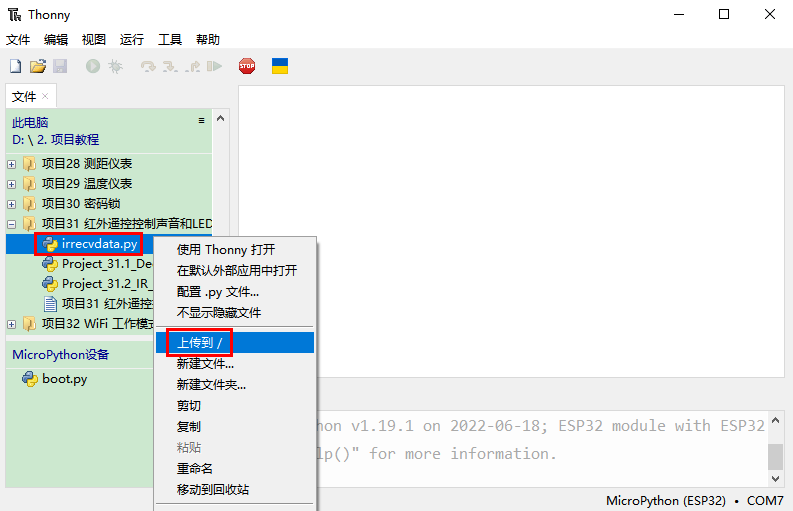 Thonny
文件 编辑 视图 运行 工具 帮助
STOP
文件
此电脑
D: \ 2. 项目教程
项目28 测距仪表
项目29 温度仪表
项目30 密码锁
项目31 红外遥控控制声音和LED
irrecvdata.py
Project_31.1_De
Project_31.2_IR_
项目31 红外遥控
项目32 WiFi 工作模式
MicroPython设备
boot.py
使用 Thonny 打开
在默认外部应用中打开
配置 .py 文件...
不显示隐藏文件
上传到 /
新建文件...
新建文件夹...
剪切
复制
粘贴
重命名
移动到回收站
hon v1.19.1 on 2022-06-18; ESP32 module with ESP32
lp()" for more information.
MicroPython (ESP32) • COM7